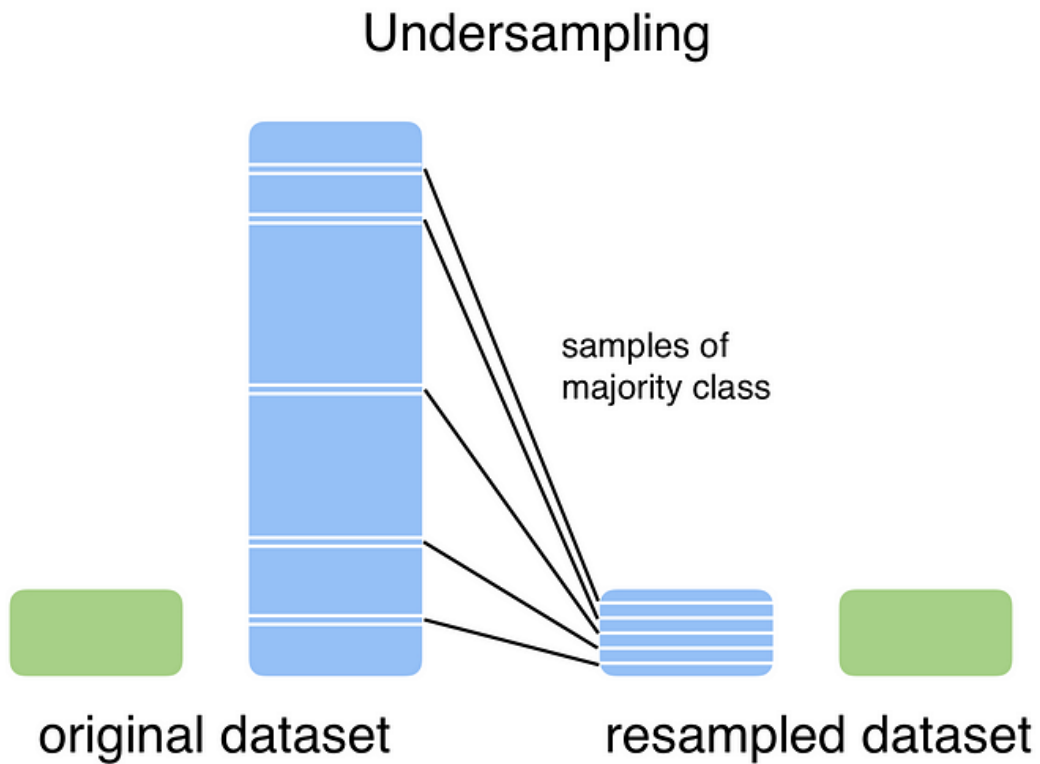 Undersampling
samples of
majority class
original dataset
resampled dataset